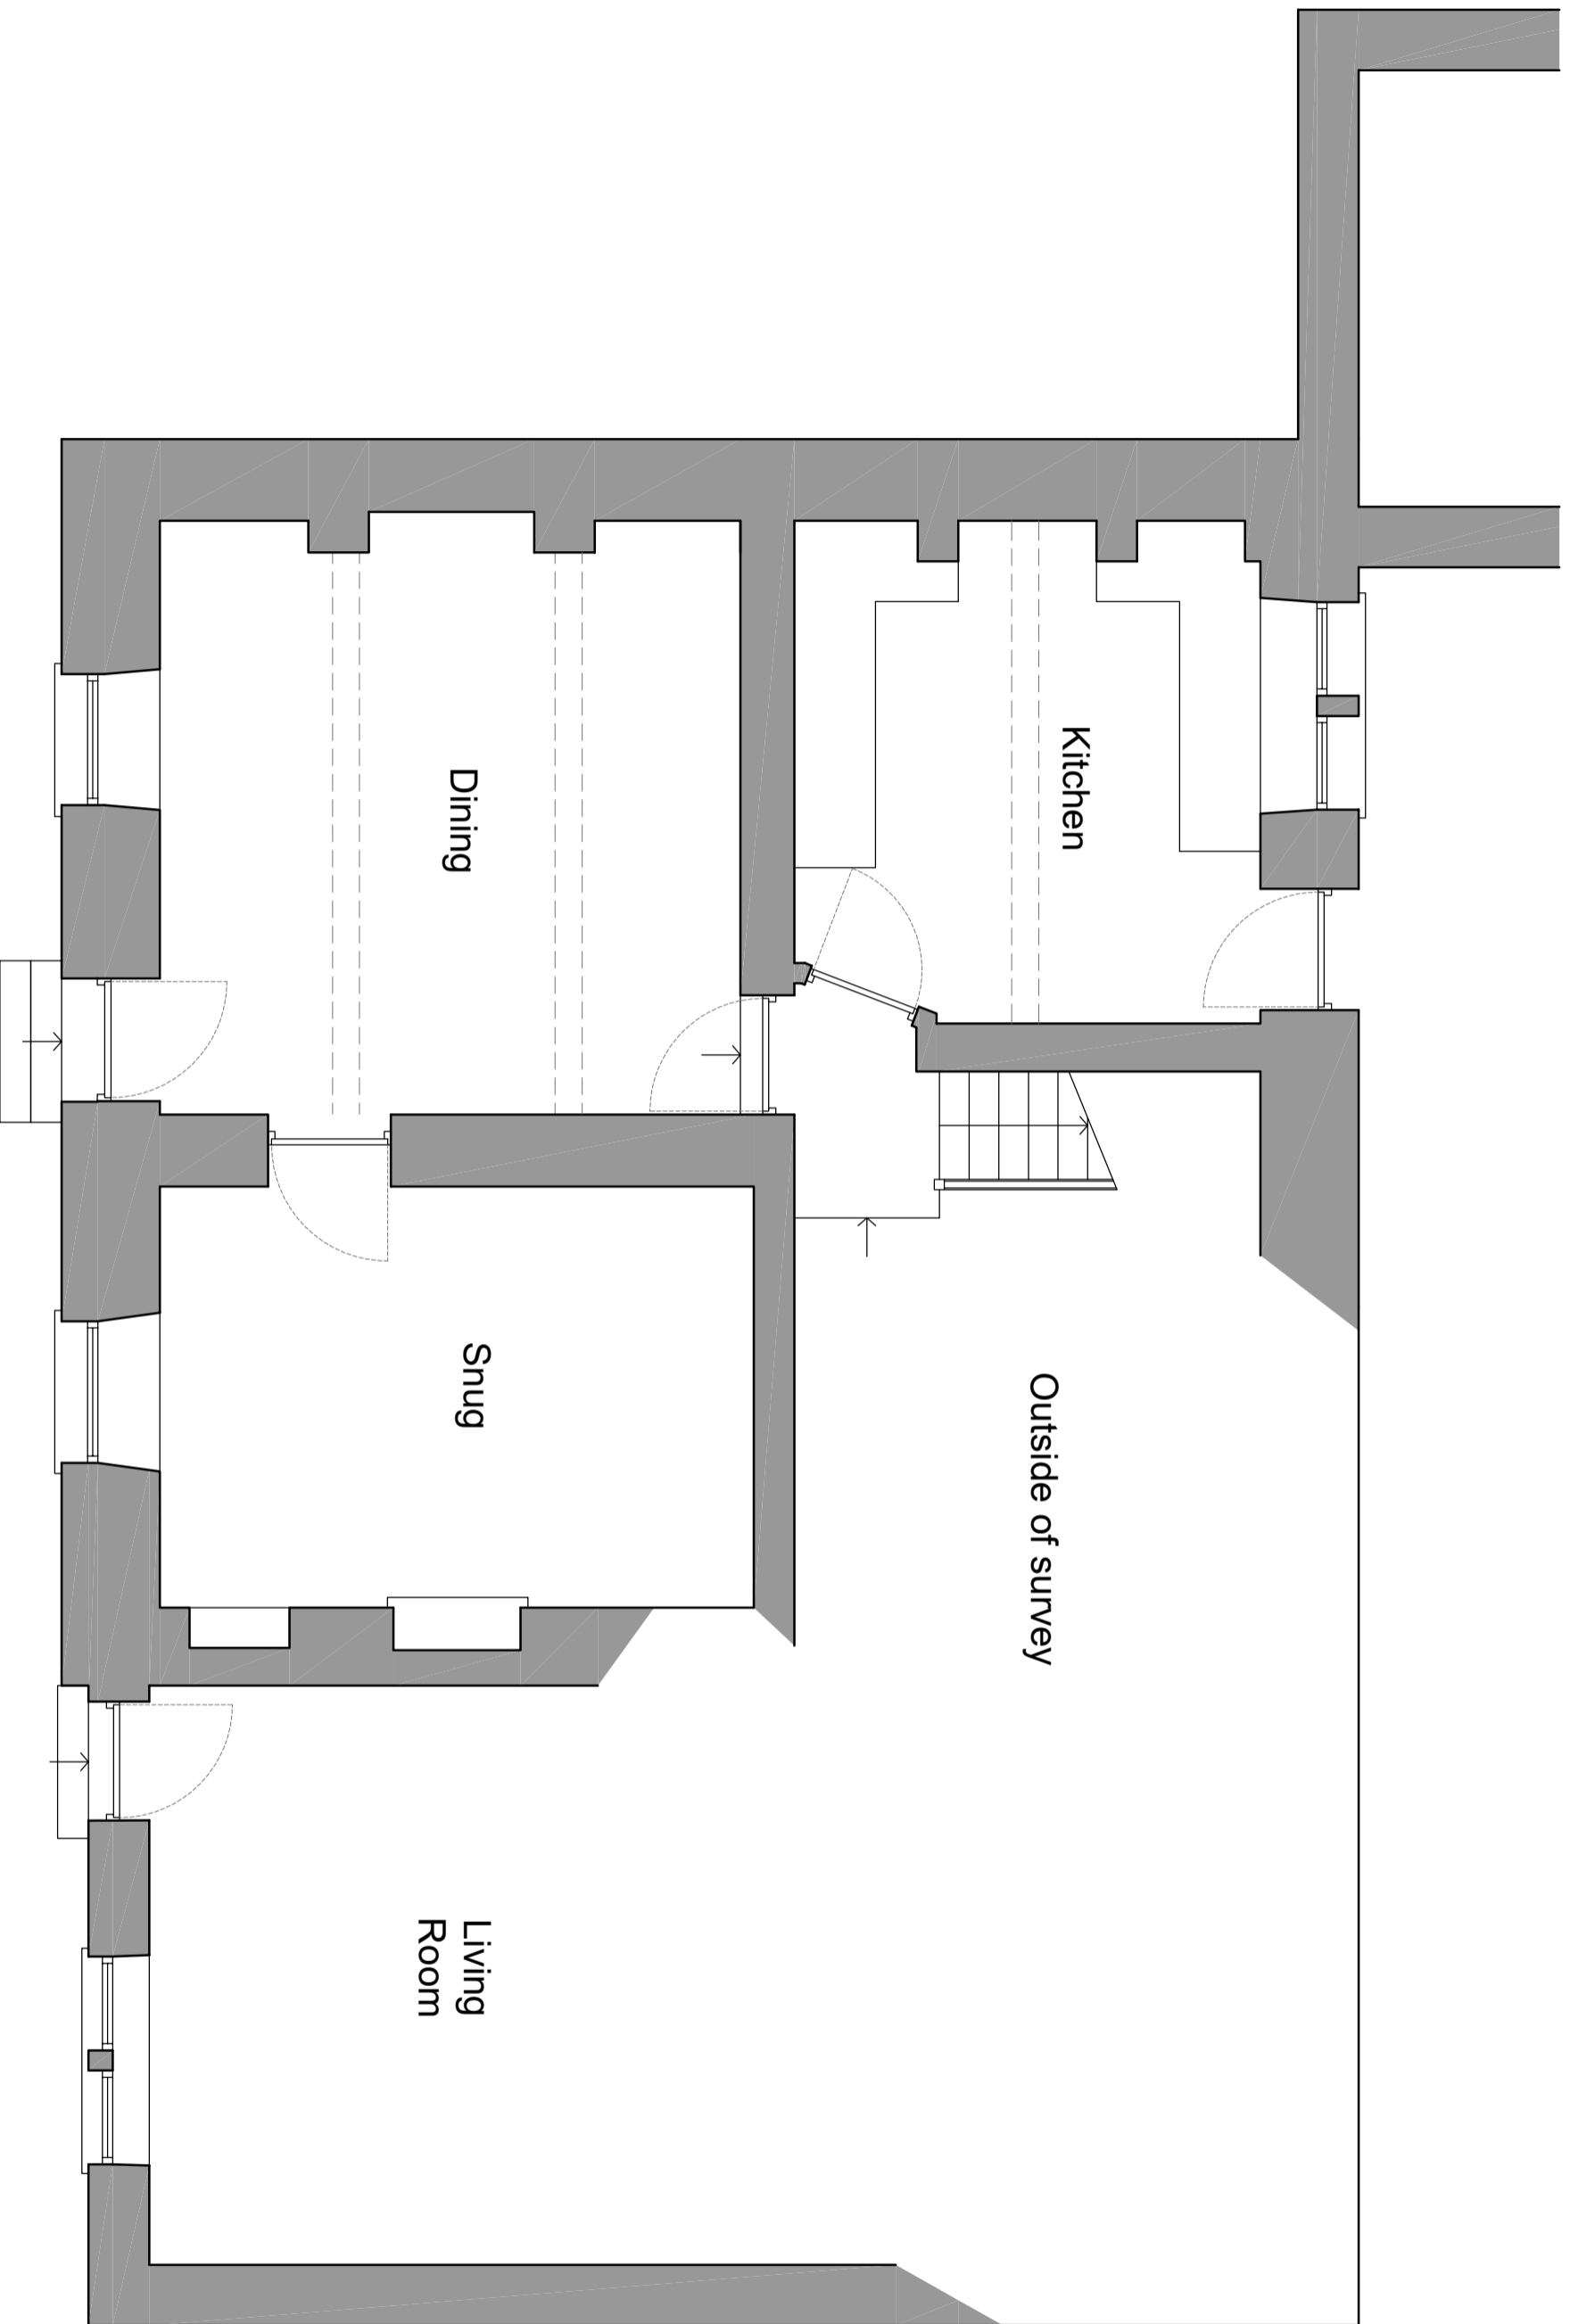 Kitchen
Dining
Snug
Outside of survey
Living
Room